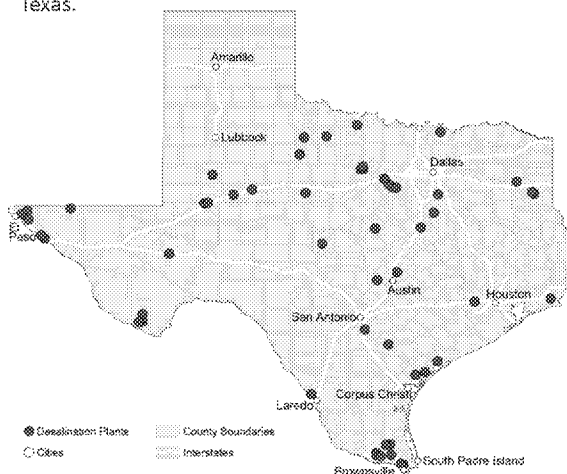 Texas.
Amarillo
Lubbock
Dallas
Paso
Austin
Houston
San Antonio
Corpus Christi
Laredo
Desalination Plants
County Boundaries
Cities
Interstates
South Padre Island
Brownsville